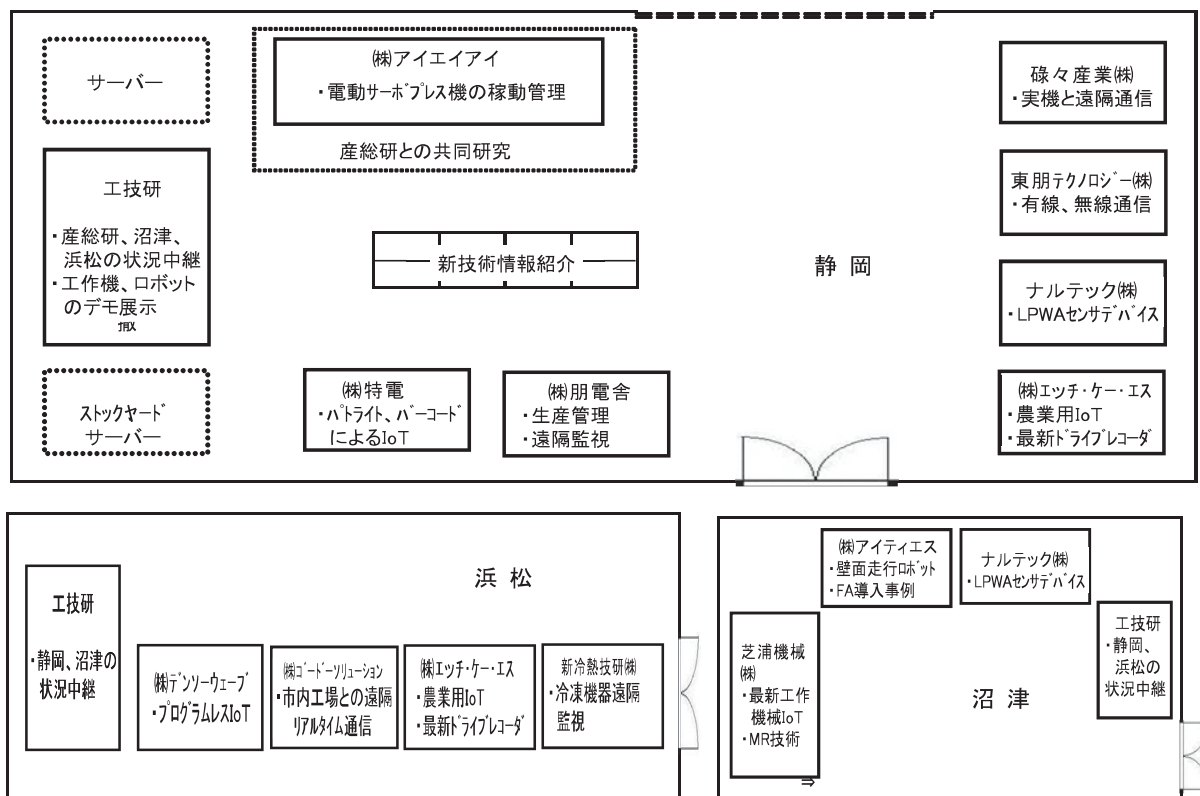 サーバー
㈱アイエイアイ
・電動サーボプレス機の稼動管理
産総研との共同研究
碌々産業㈱
・実機と遠隔通信
工技研
・産総研、沼津、
浜松の状況中継
・工作機、ロボット
のデモ展示
撤
東朋テクノロジー㈱
・有線、無線通信
新技術情報紹介
静岡
ナルテック㈱
・LPWAセンサデバイス
ストックヤード
サーバー
㈱特電
・パトライト、バーコード
によるIoT
㈱朋電舎
・生産管理
・遠隔監視
㈱エッチ・ケー・エス
・農業用IoT
・最新ドライブレコーダ
浜松
工技研
・静岡、沼津の
状況中継
㈱デンソーウェーブ
・プログラムレスIoT
㈱ゴードーソリューション
・市内工場との遠隔
リアルタイム通信
㈱エッチ・ケー・エス
・農業用IoT
・最新ドライブレコーダ
新冷熱技研㈱
・冷凍機器遠隔
監視
㈱アイティエス
・壁面走行ロボット
・FA導入事例
ナルテック㈱
・LPWAセンサデバイス
芝浦機械
㈱
・最新工作
機械IoT
・MR技術
⇒
沼津
工技研
・静岡、
浜松の
状況中継